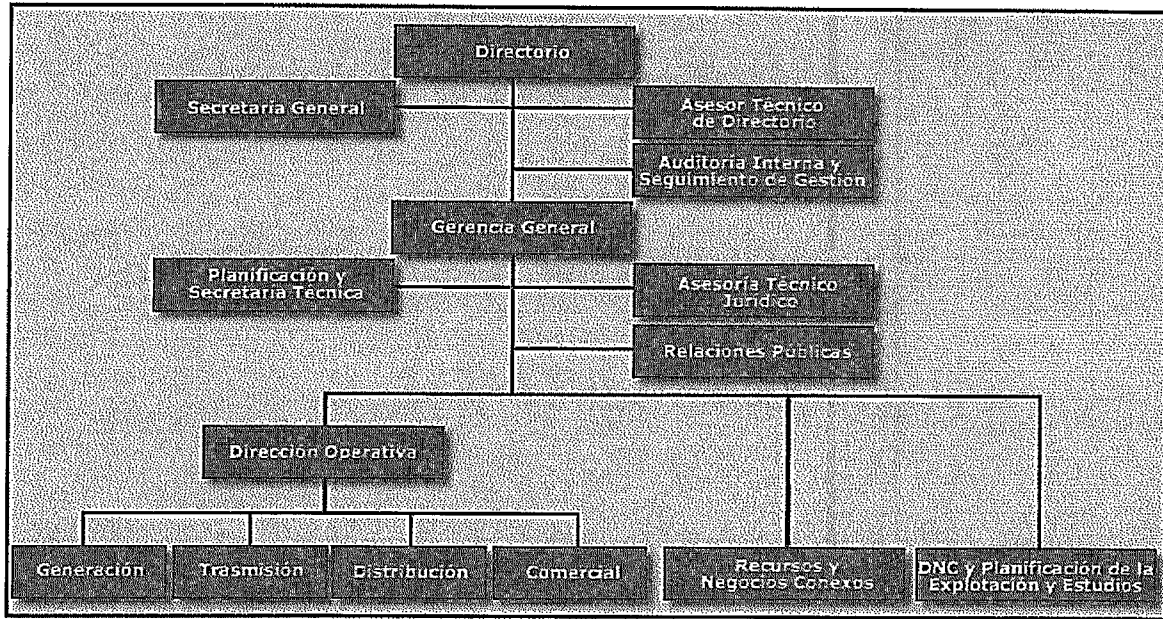 Directorio
Secretaría General
Asesor Técnico
de Directorio
Auditoría Interna y
Seguimiento de Gestión
Gerencia General
Planificación y
Secretaría Técnica
Asesoría Técnico
Jurídico
Relaciones Públicas
Dirección Operativa
Generación
Trasmisión
Distribución
Comercial
Recursos y
Negocios Conexos
DNC y Planificación de la
Explotación y Estudios